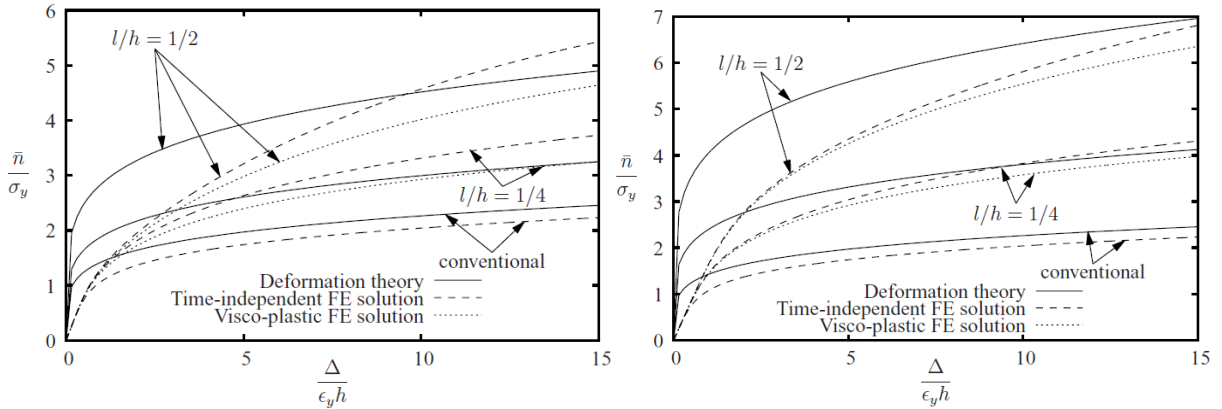 6
5
4
3
2
1
0
n̄
σ_y
l/h = 1/2
l/h = 1/4
conventional
Deformation theory
Time-independent FE solution
Visco-plastic FE solution
0
5
10
15
Δ
ϵ_y h
7
6
5
4
3
2
1
0
n̄
σ_y
l/h = 1/2
l/h = 1/4
conventional
Deformation theory
Time-independent FE solution
Visco-plastic FE solution
0
5
10
15
Δ
ϵ_y h